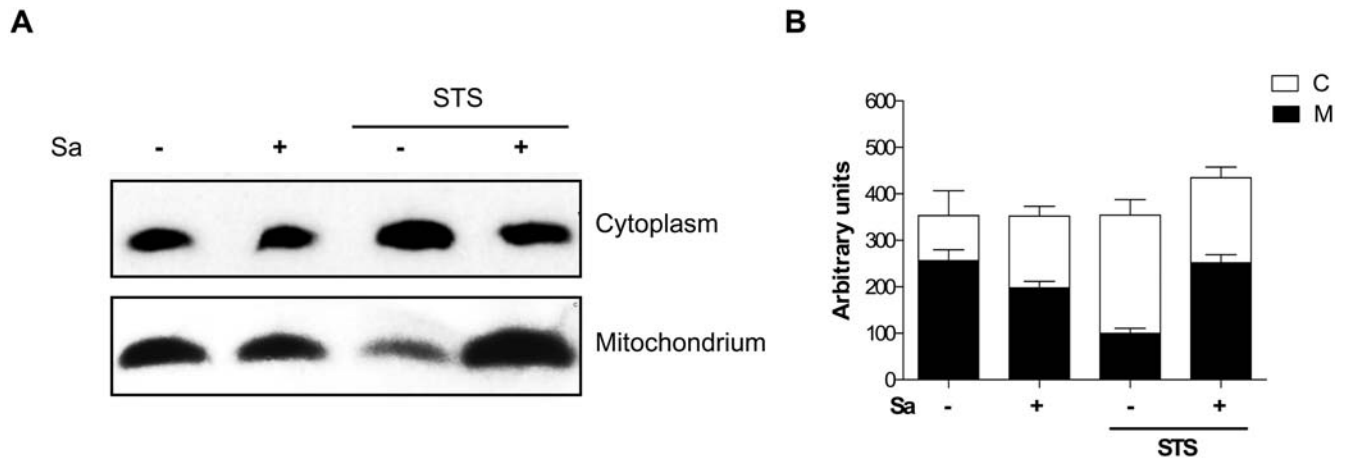 A
STS
Sa - + - +
Cytoplasm
Mitochondrium
B
C
M
Arbitrary units
600
500
400
300
200
100
0
Sa - + - +
STS